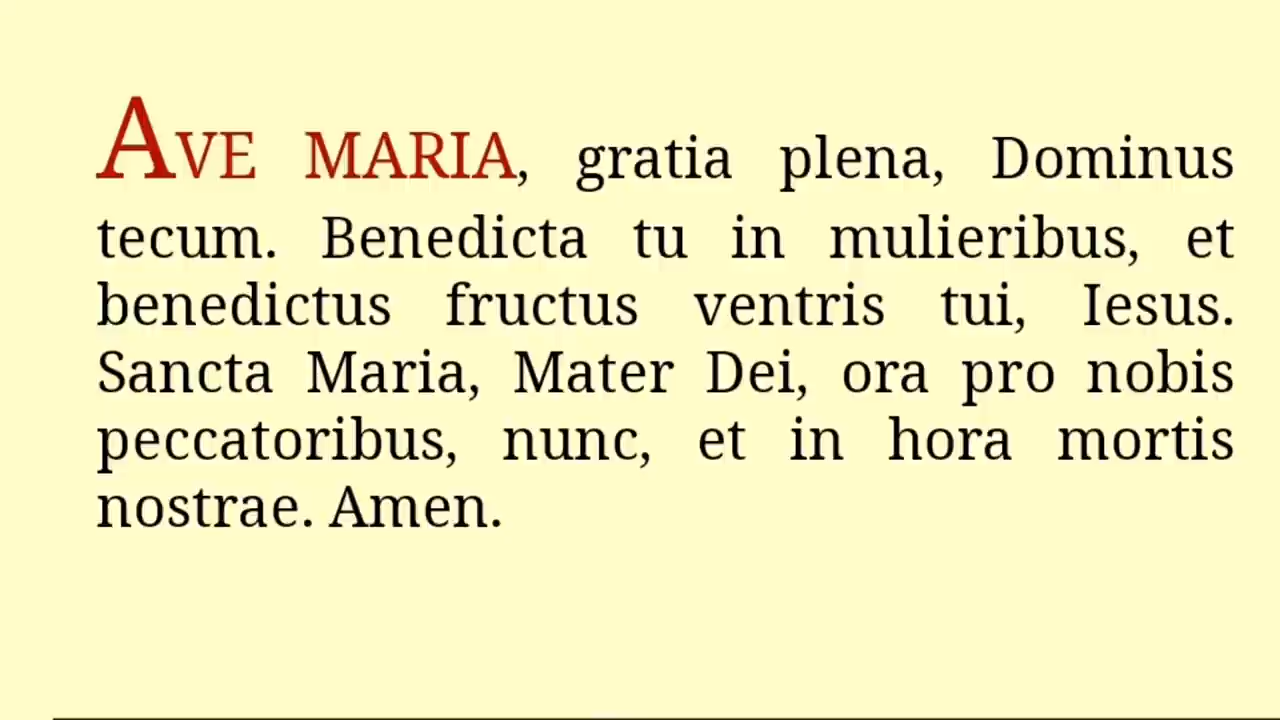 AVE MARIA, gratia plena, Dominus
tecum. Benedicta tu in mulieribus, et
benedictus fructus ventris tui, Iesus.
Sancta Maria, Mater Dei, ora pro nobis
peccatoribus, nunc, et in hora mortis
nostrae. Amen.